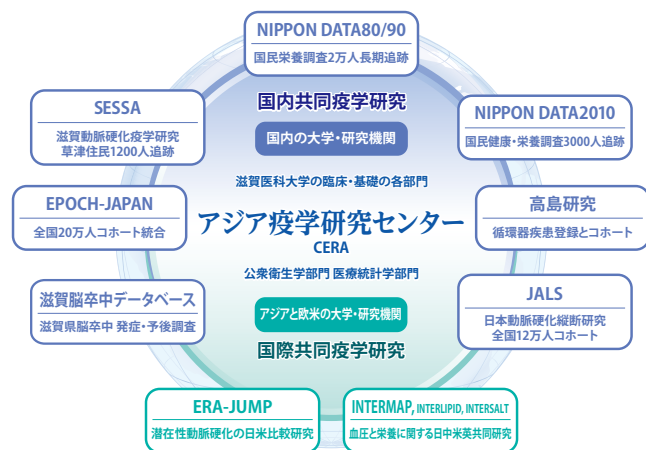 NIPPON DATA80/90
国民栄養調査2万人長期追跡
SESSA
滋賀動脈硬化疫学研究
草津住民1200人追跡
国内共同疫学研究
国内の大学・研究機関
NIPPON DATA2010
国民健康・栄養調査3000人追跡
滋賀医科大学の臨床・基礎の各部門
EPOCH-JAPAN
全国20万人コホート統合
アジア疫学研究センター
CERA
高島研究
循環器疾患登録とコホート
公衆衛生学部門 医療統計学部門
滋賀脳卒中データベース
滋賀県脳卒中 発症・予後調査
アジアと欧米の大学・研究機関
国際共同疫学研究
JALS
日本動脈硬化縦断研究
全国12万人コホート
ERA-JUMP
潜在性動脈硬化の日米比較研究
INTERMAP, INTERLIPID, INTERSALT
血圧と栄養に関する日中米英共同研究